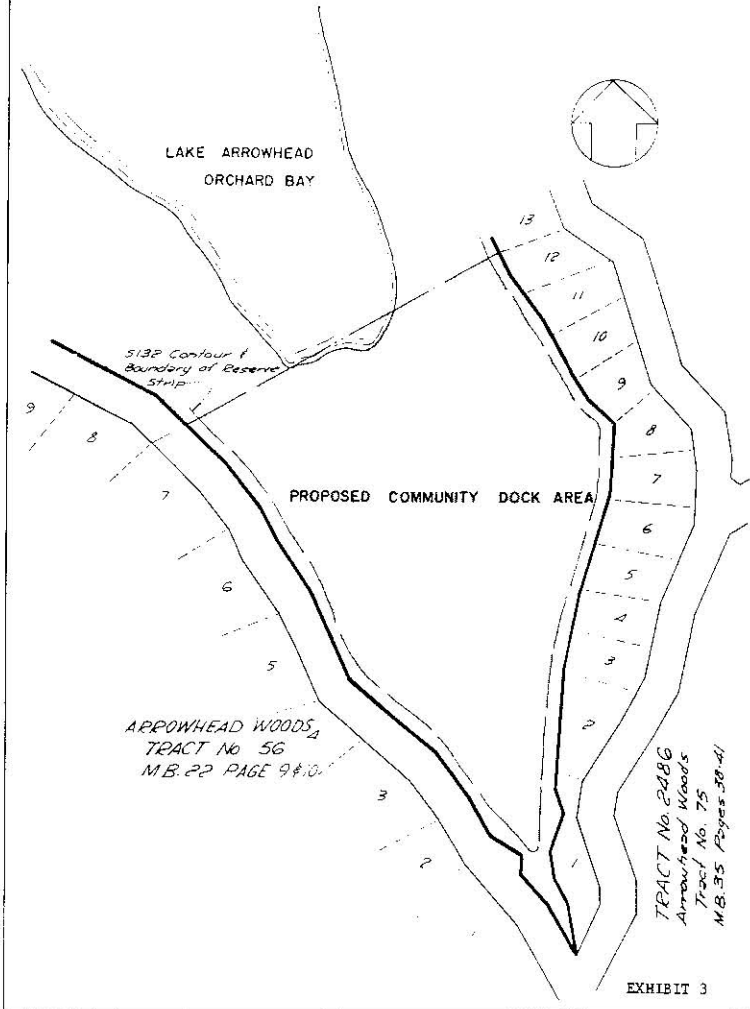 LAKE ARROWHEAD
ORCHARD BAY
13
12
11
10
9
8
7
6
5
4
3
2
1
5132 Contour &
Boundary of Reserve
Strip
PROPOSED COMMUNITY DOCK AREA
9
8
7
6
5
4
3
2
ARROWHEAD WOODS
TRACT No 56
M.B. 22 PAGE 9 & 10
TRACT No. 2486
Arrowhead Woods
Tract No. 75
M.B. 35 Pages 38-41
EXHIBIT 3